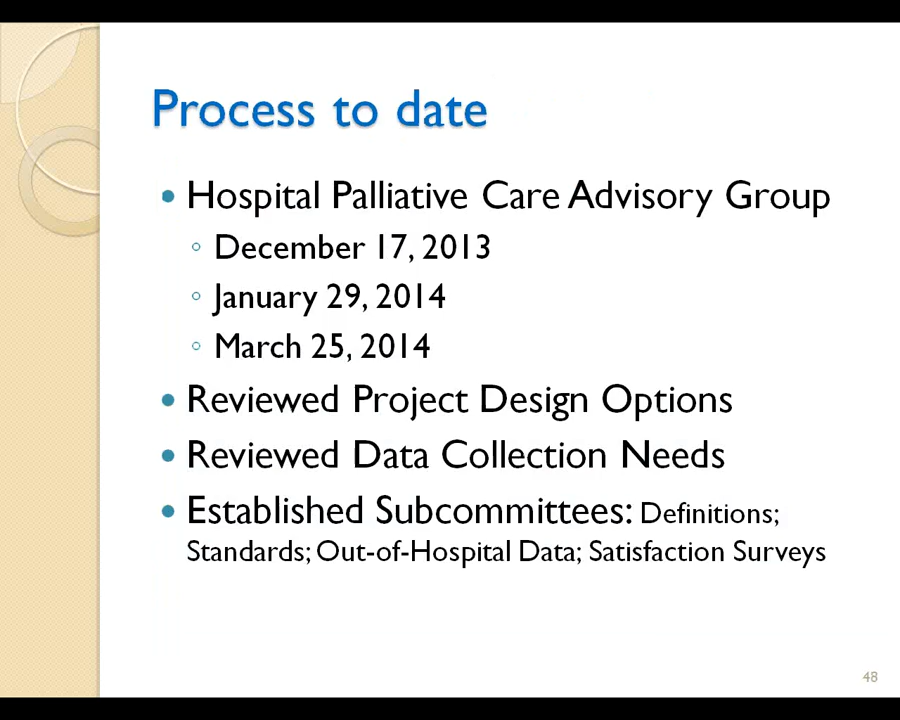 Process to date
• Hospital Palliative Care Advisory Group
◦ December 17, 2013
◦ January 29, 2014
◦ March 25, 2014
• Reviewed Project Design Options
• Reviewed Data Collection Needs
• Established Subcommittees: Definitions;
Standards; Out-of-Hospital Data; Satisfaction Surveys
48